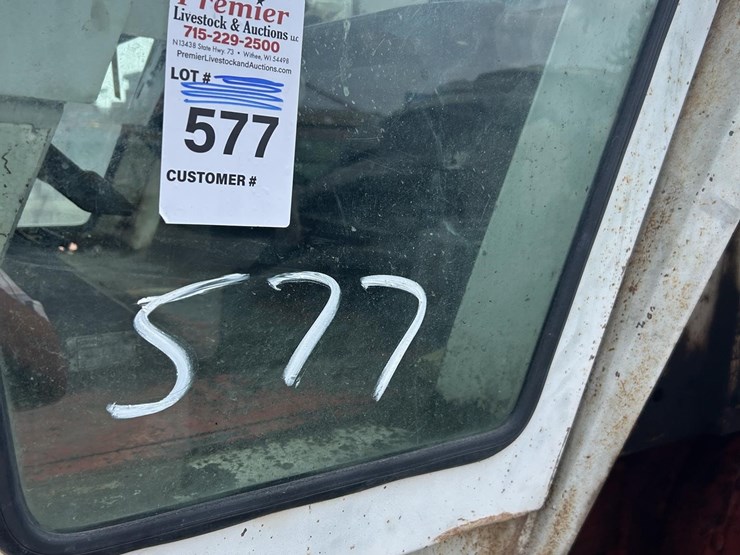 Premier
Livestock & Auctions LLC
715-229-2500
N13438 State Hwy. 73 • Withee, WI 54498
PremierLivestockandAuctions.com
LOT #
577
CUSTOMER #
577